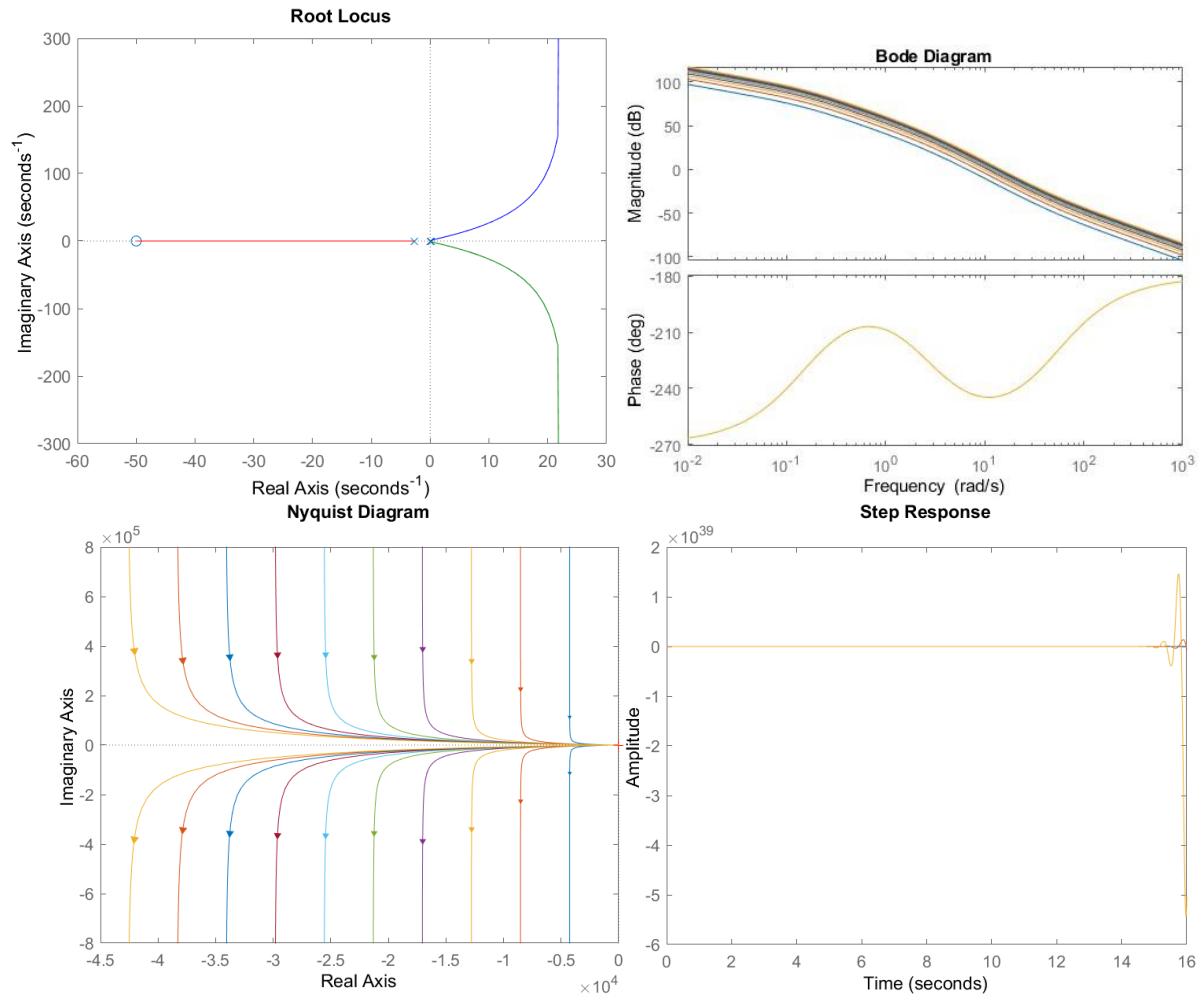 Root Locus
300
200
100
0
-100
-200
-300
Imaginary Axis (seconds-1)
-60 -50 -40 -30 -20 -10 0 10 20 30
Real Axis (seconds-1)
Bode Diagram
100
50
0
-50
-100
Magnitude (dB)
-180
-210
-240
-270
Phase (deg)
10-2 10-1 100 101 102 103
Frequency (rad/s)
Nyquist Diagram
×105
8
6
4
2
0
-2
-4
-6
-8
Imaginary Axis
-4.5 -4 -3.5 -3 -2.5 -2 -1.5 -1 -0.5 0
Real Axis
×104
Step Response
×1039
2
1
0
-1
-2
-3
-4
-5
-6
Amplitude
0 2 4 6 8 10 12 14 16
Time (seconds)